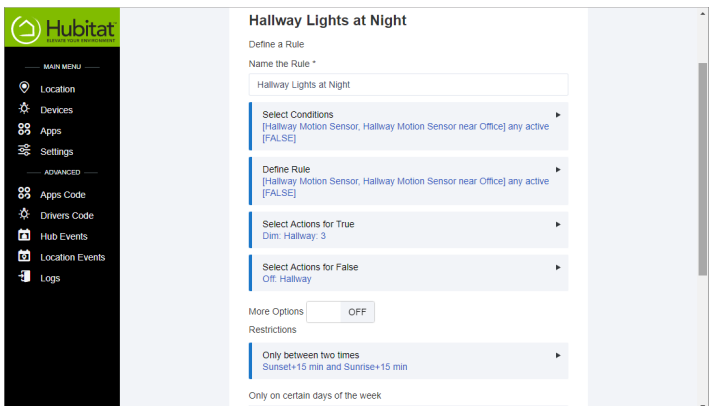 Hubitat
ELEVATE YOUR ENVIRONMENT
MAIN MENU
Location
Devices
Apps
Settings
ADVANCED
Apps Code
Drivers Code
Hub Events
Location Events
Logs
Hallway Lights at Night
Define a Rule
Name the Rule *
Hallway Lights at Night
Select Conditions
[Hallway Motion Sensor, Hallway Motion Sensor near Office] any active
[FALSE]
Define Rule
[Hallway Motion Sensor, Hallway Motion Sensor near Office] any active
[FALSE]
Select Actions for True
Dim: Hallway: 3
Select Actions for False
Off: Hallway
More Options OFF
Restrictions
Only between two times
Sunset+15 min and Sunrise+15 min
Only on certain days of the week